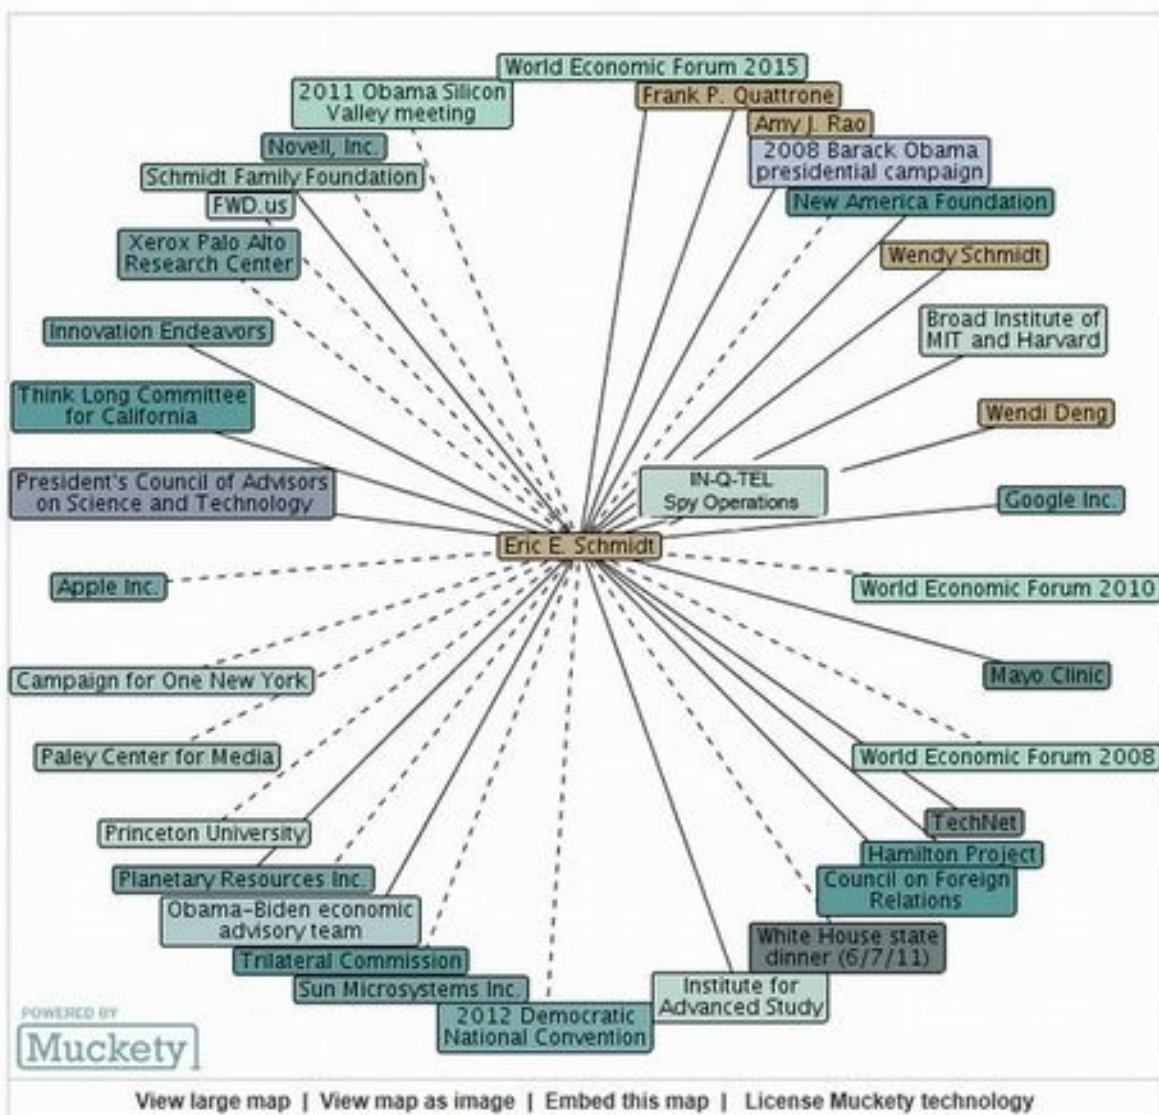 World Economic Forum 2015
2011 Obama Silicon
Valley meeting
Frank P. Quattrone
Amy J. Rao
Novell, Inc.
2008 Barack Obama
presidential campaign
Schmidt Family Foundation
FWD.us
New America Foundation
Xerox Palo Alto
Research Center
Wendy Schmidt
Innovation Endeavors
Broad Institute of
MIT and Harvard
Think Long Committee
for California
Wendi Deng
President's Council of Advisors
on Science and Technology
IN-Q-TEL
Spy Operations
Google Inc.
Eric E. Schmidt
Apple Inc.
World Economic Forum 2010
Campaign for One New York
Mayo Clinic
Paley Center for Media
World Economic Forum 2008
Princeton University
TechNet
Hamilton Project
Planetary Resources Inc.
Council on Foreign
Relations
Obama-Biden economic
advisory team
White House state
dinner (6/7/11)
Trilateral Commission
Sun Microsystems Inc.
Institute for
Advanced Study
2012 Democratic
National Convention
POWERED BY
Muckety
View large map | View map as image | Embed this map | License Muckety technology